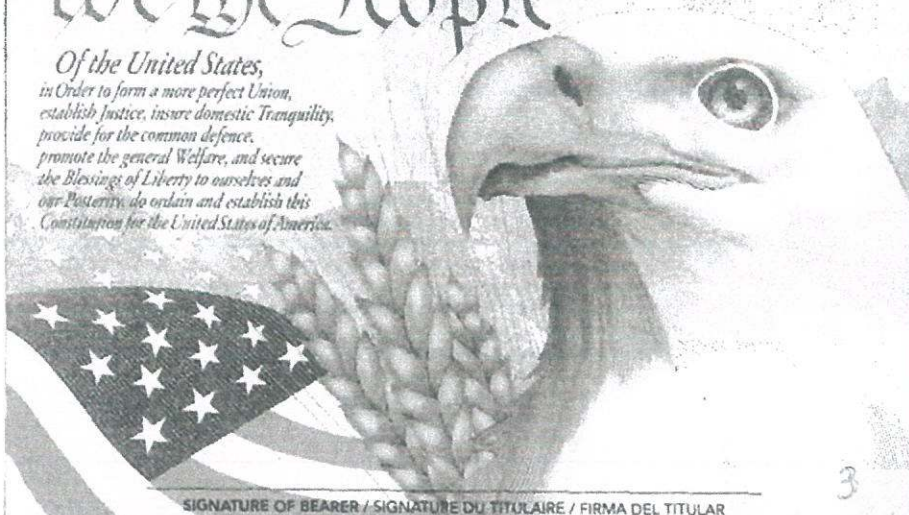 We the People
Of the United States,
in Order to form a more perfect Union,
establish Justice, insure domestic Tranquility,
provide for the common defence,
promote the general Welfare, and secure
the Blessings of Liberty to ourselves and
our Posterity, do ordain and establish this
Constitution for the United States of America.
SIGNATURE OF BEARER / SIGNATURE DU TITULAIRE / FIRMA DEL TITULAR
3